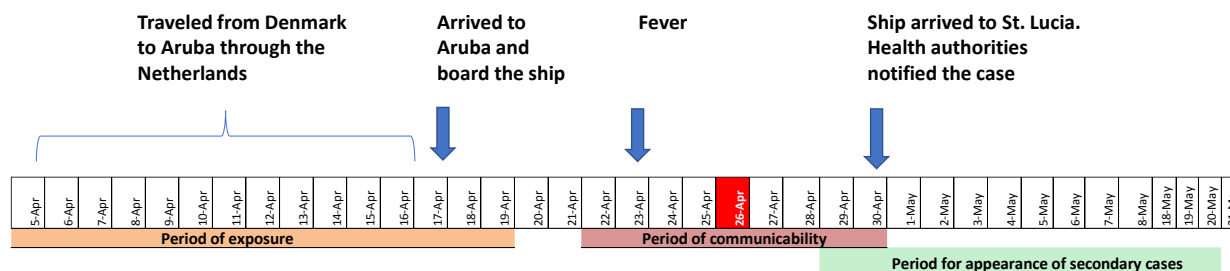 Traveled from Denmark
to Aruba through the
Netherlands
Arrived to
Aruba and
board the ship
Fever
Ship arrived to St. Lucia.
Health authorities
notified the case
5-Apr
6-Apr
7-Apr
8-Apr
9-Apr
10-Apr
11-Apr
12-Apr
13-Apr
14-Apr
15-Apr
16-Apr
17-Apr
18-Apr
19-Apr
20-Apr
21-Apr
22-Apr
23-Apr
24-Apr
25-Apr
26-Apr
27-Apr
28-Apr
29-Apr
30-Apr
1-May
2-May
3-May
4-May
5-May
6-May
7-May
8-May
18-May
19-May
20-May
Period of exposure
Period of communicability
Period for appearance of secondary cases